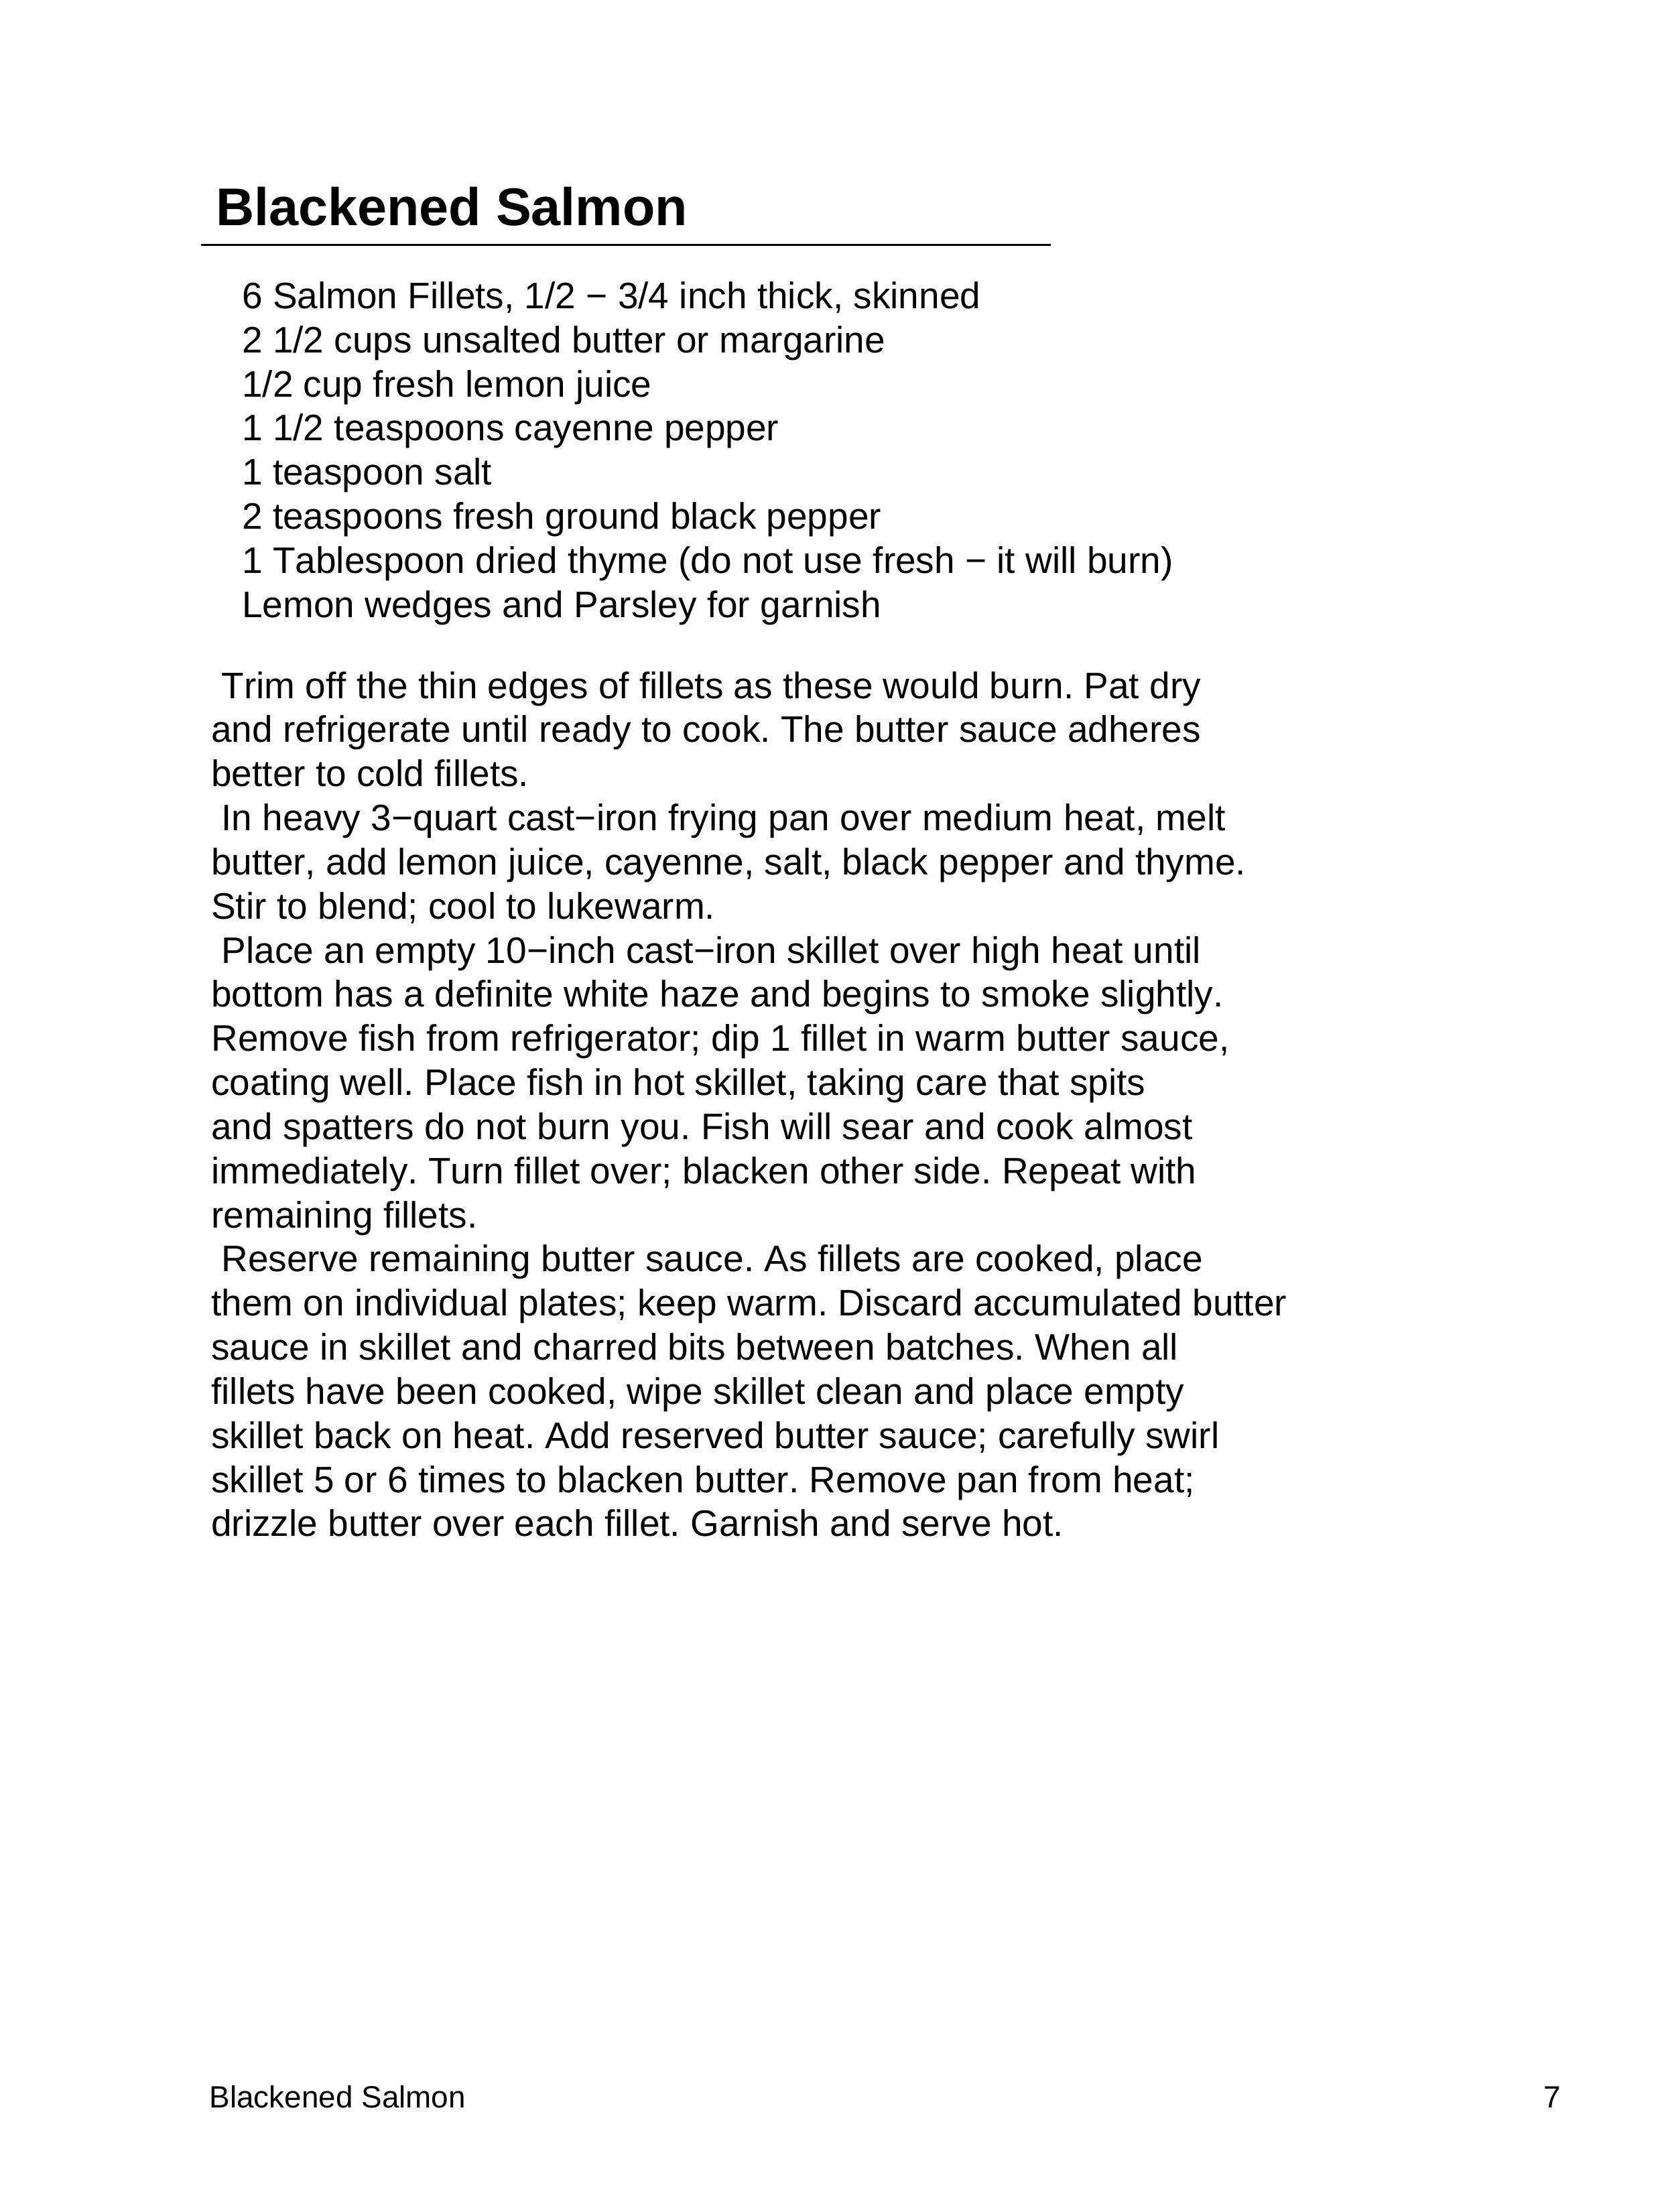 Blackened Salmon
6 Salmon Fillets, 1/2 − 3/4 inch thick, skinned
2 1/2 cups unsalted butter or margarine
1/2 cup fresh lemon juice
1 1/2 teaspoons cayenne pepper
1 teaspoon salt
2 teaspoons fresh ground black pepper
1 Tablespoon dried thyme (do not use fresh − it will burn)
Lemon wedges and Parsley for garnish
Trim off the thin edges of fillets as these would burn. Pat dry
and refrigerate until ready to cook. The butter sauce adheres
better to cold fillets.
In heavy 3−quart cast−iron frying pan over medium heat, melt
butter, add lemon juice, cayenne, salt, black pepper and thyme.
Stir to blend; cool to lukewarm.
Place an empty 10−inch cast−iron skillet over high heat until
bottom has a definite white haze and begins to smoke slightly.
Remove fish from refrigerator; dip 1 fillet in warm butter sauce,
coating well. Place fish in hot skillet, taking care that spits
and spatters do not burn you. Fish will sear and cook almost
immediately. Turn fillet over; blacken other side. Repeat with
remaining fillets.
Reserve remaining butter sauce. As fillets are cooked, place
them on individual plates; keep warm. Discard accumulated butter
sauce in skillet and charred bits between batches. When all
fillets have been cooked, wipe skillet clean and place empty
skillet back on heat. Add reserved butter sauce; carefully swirl
skillet 5 or 6 times to blacken butter. Remove pan from heat;
drizzle butter over each fillet. Garnish and serve hot.
Blackened Salmon 7